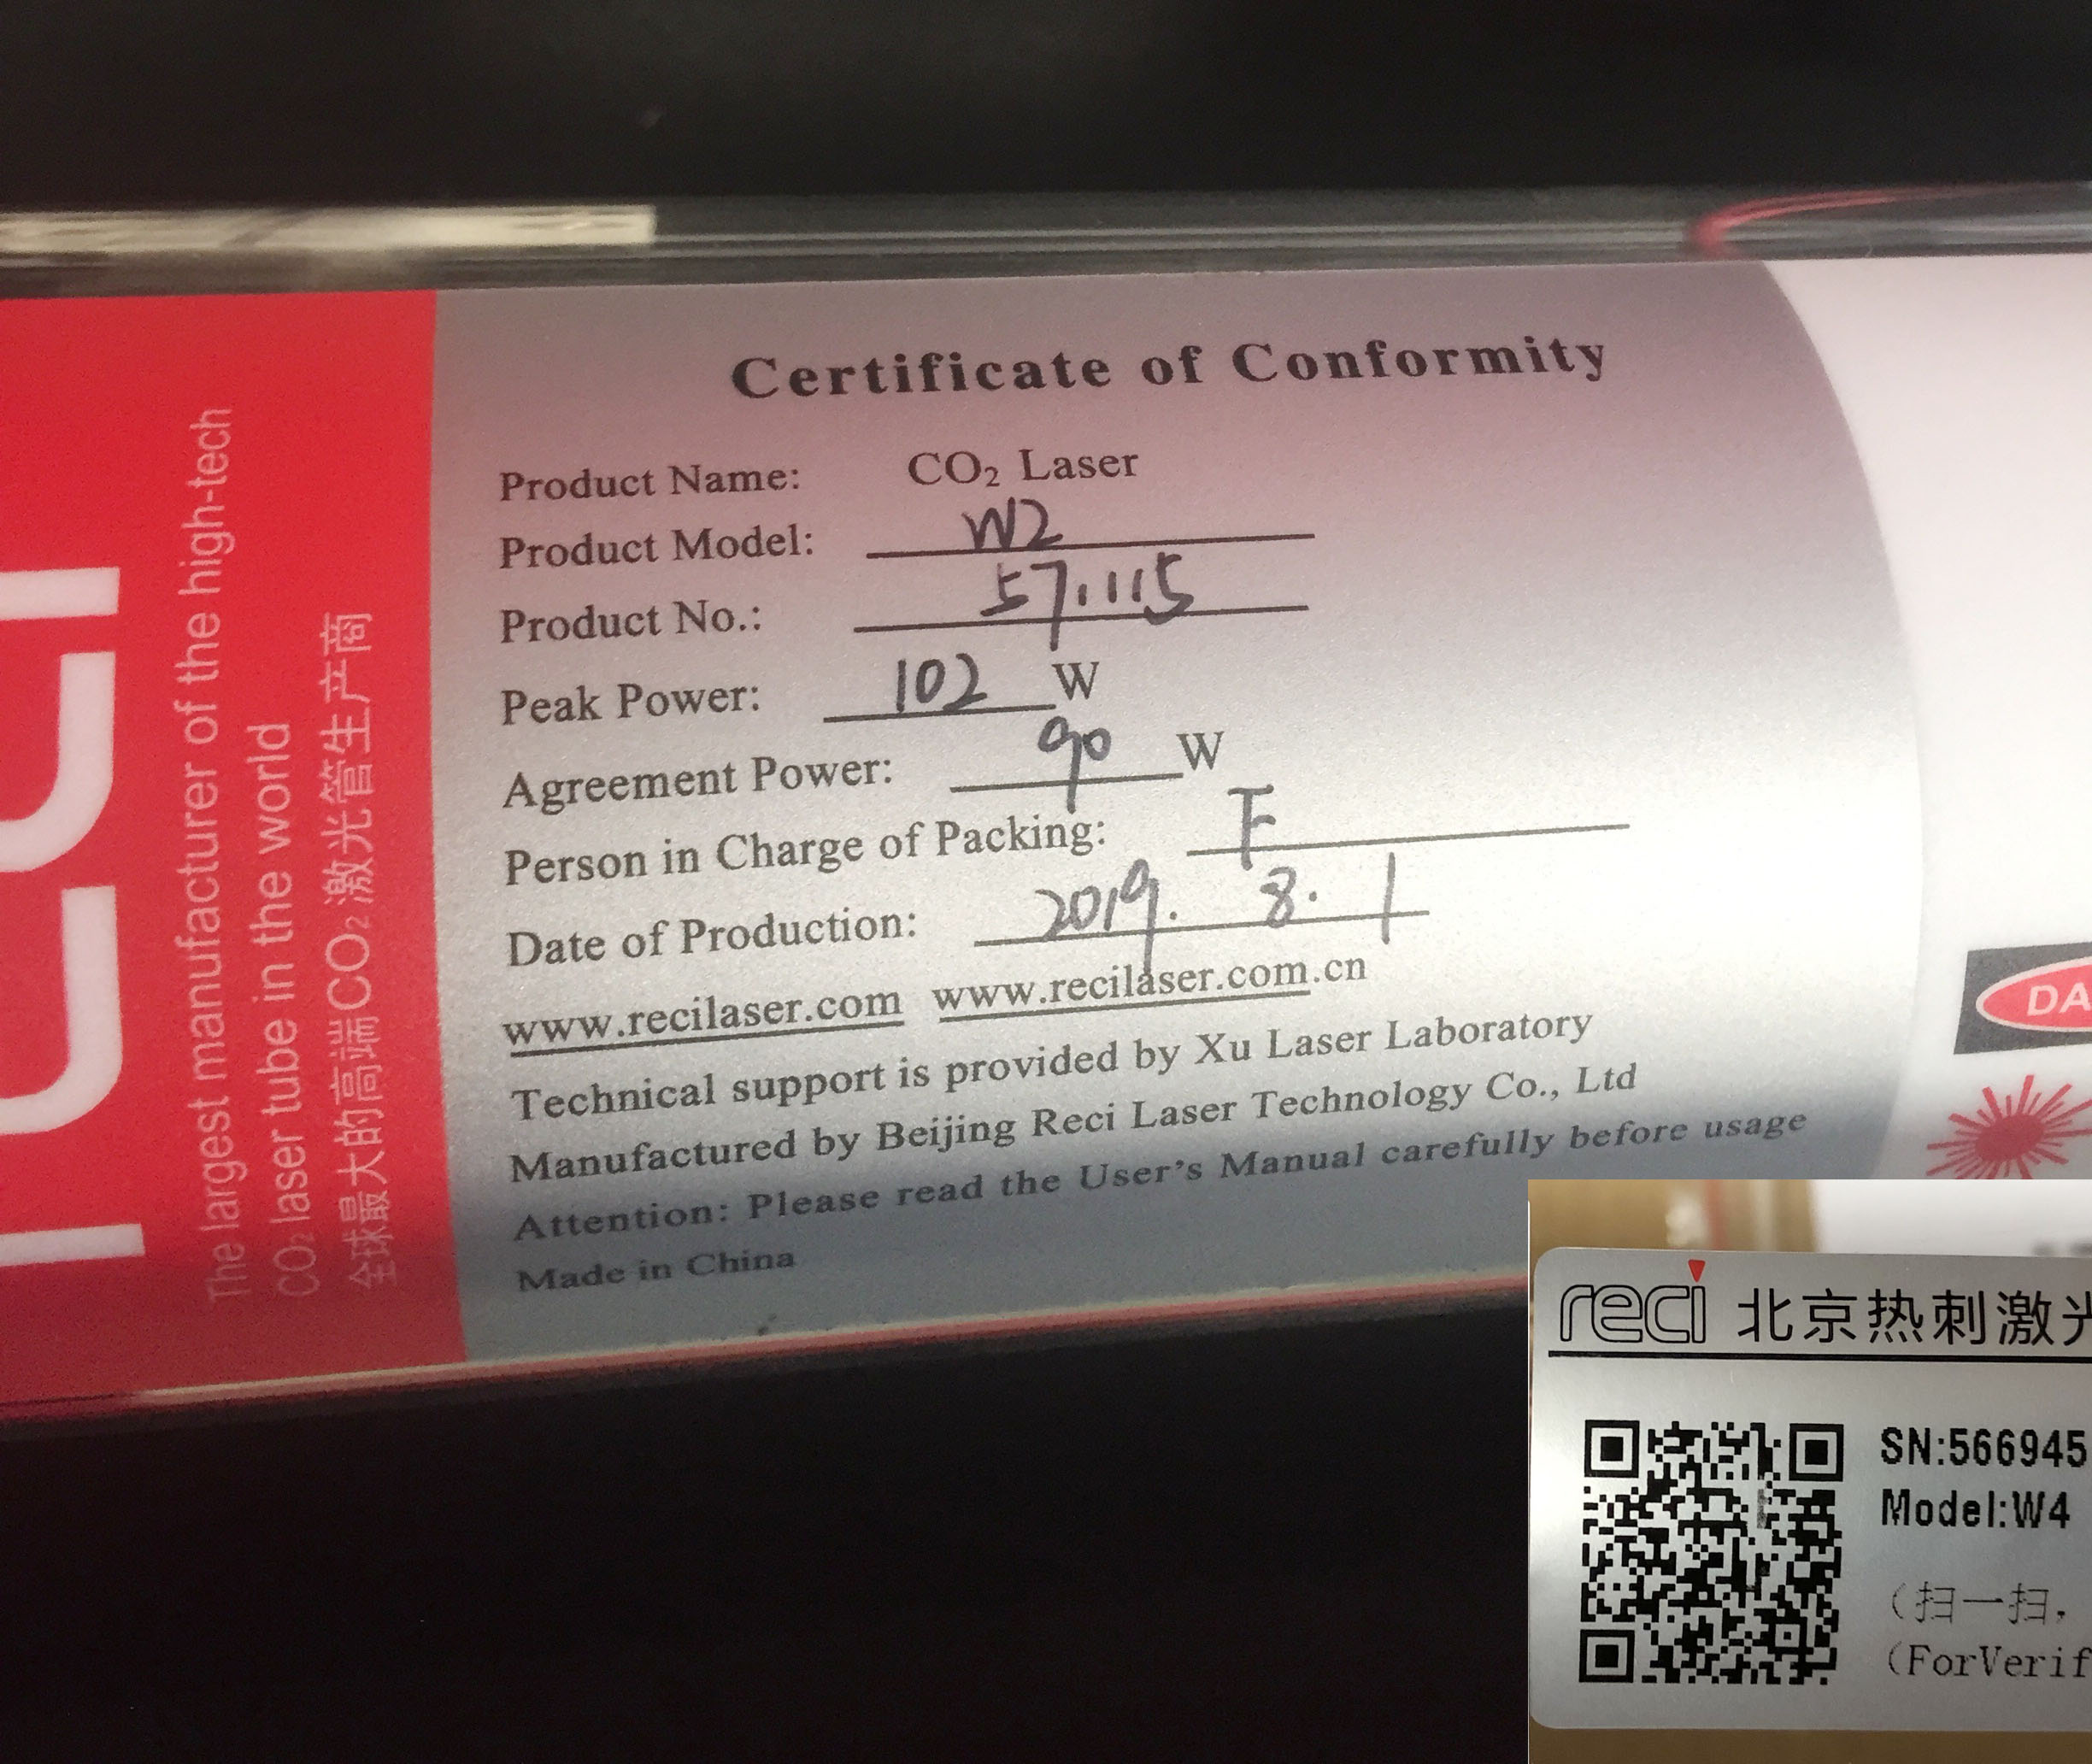 The largest manufacturer of the high-tech
CO₂ laser tube in the world
全球最大的高端CO₂激光管生产商
Certificate of Conformity
Product Name: CO₂ Laser
Product Model: W2
Product No.: 571115
Peak Power: 102 W
Agreement Power: 90 W
Person in Charge of Packing: F
Date of Production: 2019. 8. 1
www.recilaser.com www.recilaser.com.cn
Technical support is provided by Xu Laser Laboratory
Manufactured by Beijing Reci Laser Technology Co., Ltd
Attention: Please read the User's Manual carefully before usage
Made in China
DA
reci 北京热刺激光
SN:566945
Model:W4
(扫一扫,
(ForVerif